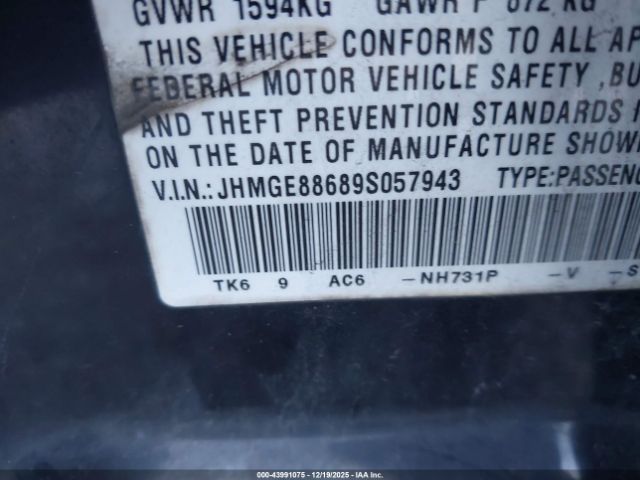 GVWR 1594KG GAWR F 872 KG
THIS VEHICLE CONFORMS TO ALL AP
FEDERAL MOTOR VEHICLE SAFETY ,BU
AND THEFT PREVENTION STANDARDS
ON THE DATE OF MANUFACTURE SHOW
V.I.N.: JHMGE88689S057943 TYPE:PASSENG
TK6 9 AC6 -NH731P -V -S
000-43991075 - 12/19/2025 - IAA Inc.